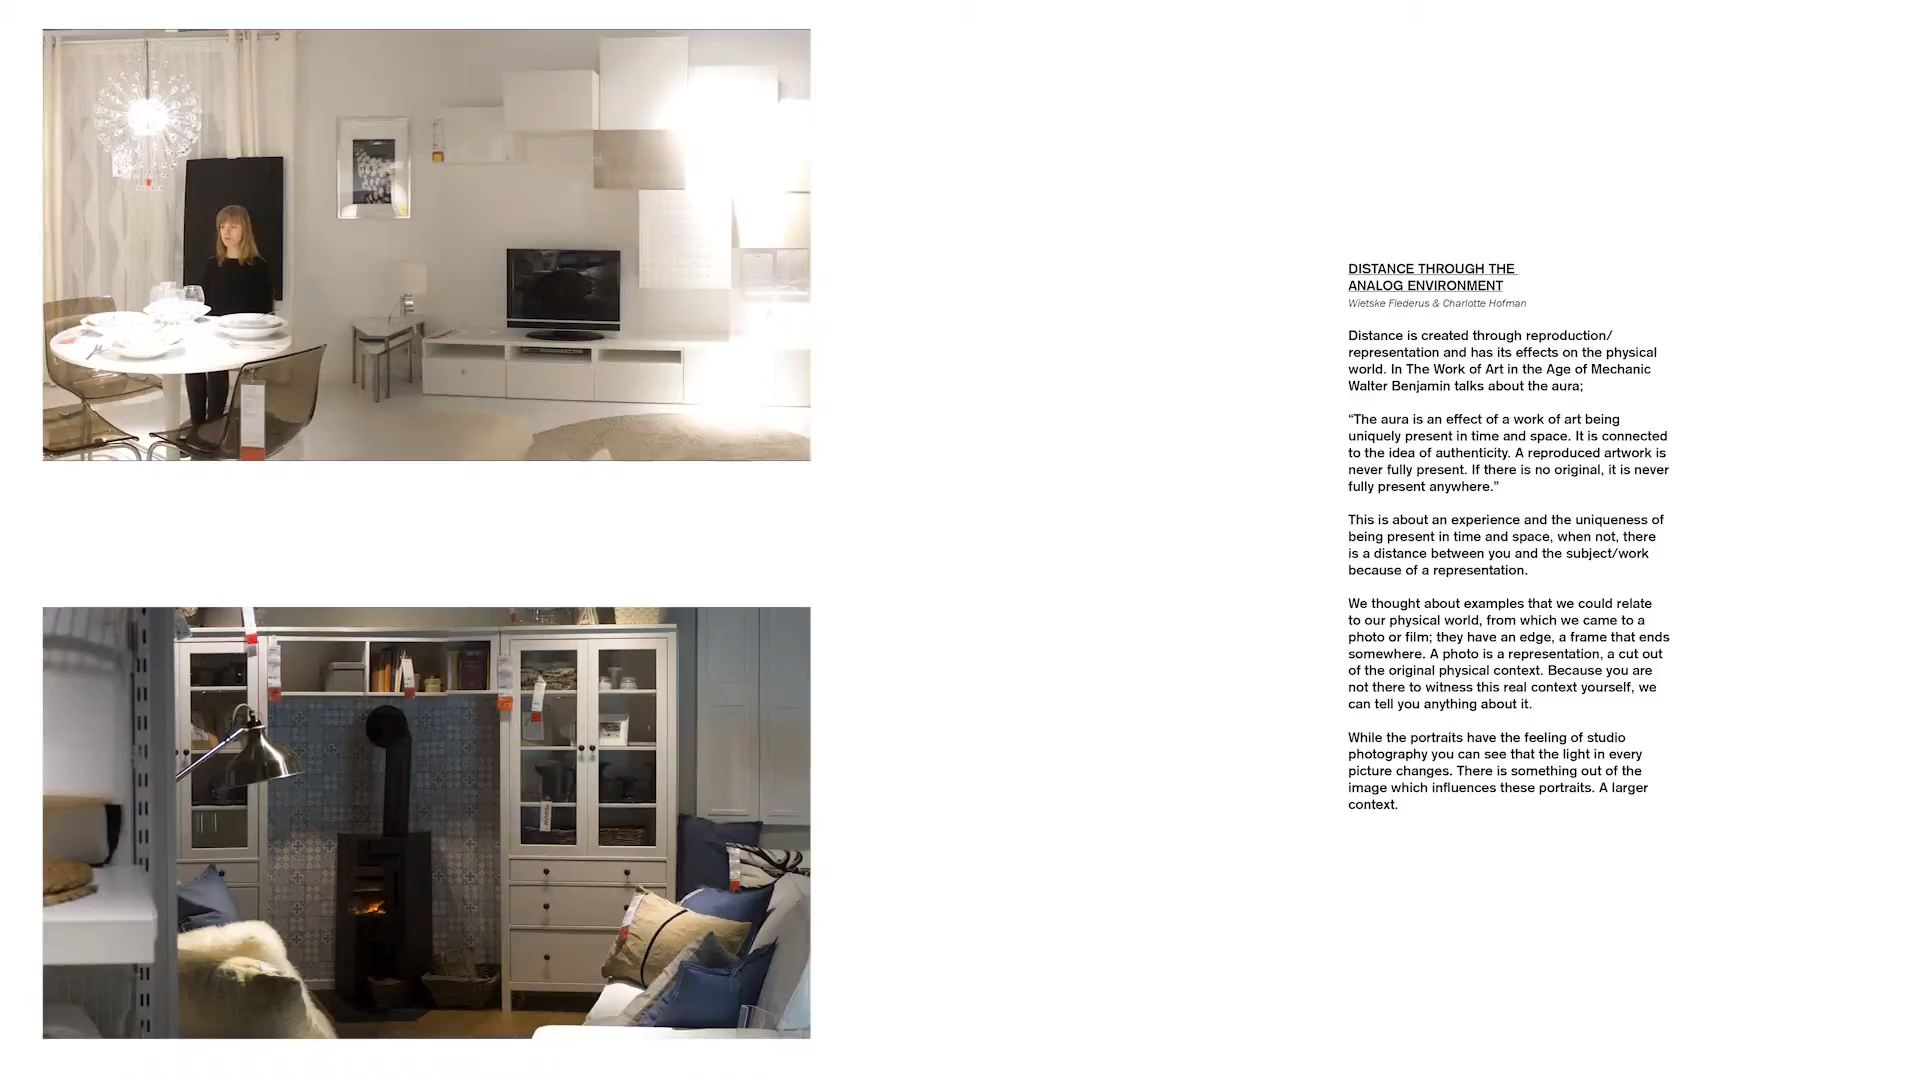 DISTANCE THROUGH THE
ANALOG ENVIRONMENT
Wietske Flederus & Charlotte Hofman
Distance is created through reproduction/
representation and has its effects on the physical
world. In The Work of Art in the Age of Mechanic
Walter Benjamin talks about the aura;
“The aura is an effect of a work of art being
uniquely present in time and space. It is connected
to the idea of authenticity. A reproduced artwork is
never fully present. If there is no original, it is never
fully present anywhere.”
This is about an experience and the uniqueness of
being present in time and space, when not, there
is a distance between you and the subject/work
because of a representation.
We thought about examples that we could relate
to our physical world, from which we came to a
photo or film; they have an edge, a frame that ends
somewhere. A photo is a representation, a cut out
of the original physical context. Because you are
not there to witness this real context yourself, we
can tell you anything about it.
While the portraits have the feeling of studio
photography you can see that the light in every
picture changes. There is something out of the
image which influences these portraits. A larger
context.